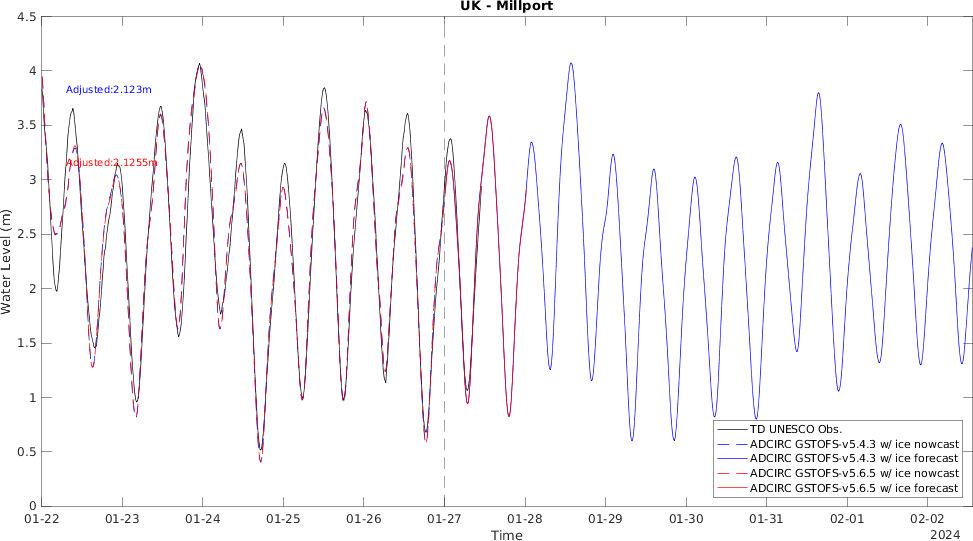 UK - Millport
4.5
4
3.5
3
2.5
2
1.5
1
0.5
0
Water Level (m)
Adjusted:2.123m
Adjusted:2.1255m
TD UNESCO Obs.
ADCIRC GSTOFS-v5.4.3 w/ ice nowcast
ADCIRC GSTOFS-v5.4.3 w/ ice forecast
ADCIRC GSTOFS-v5.6.5 w/ ice nowcast
ADCIRC GSTOFS-v5.6.5 w/ ice forecast
01-22 01-23 01-24 01-25 01-26 01-27 01-28 01-29 01-30 01-31 02-01 02-02
Time
2024